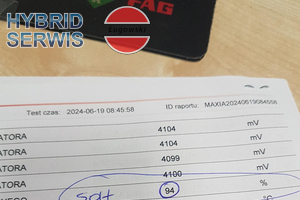 HYBRID
SERWIS
Łagowski
FAG
Test czas: 2024-06-19 08:45:58 ID raportu: MAXIA20240619084558
4104 mV
ATORA 4104 mV
ATORA 4099 mV
ATORA 4100 mV
ATORA 94 %
SOH °C